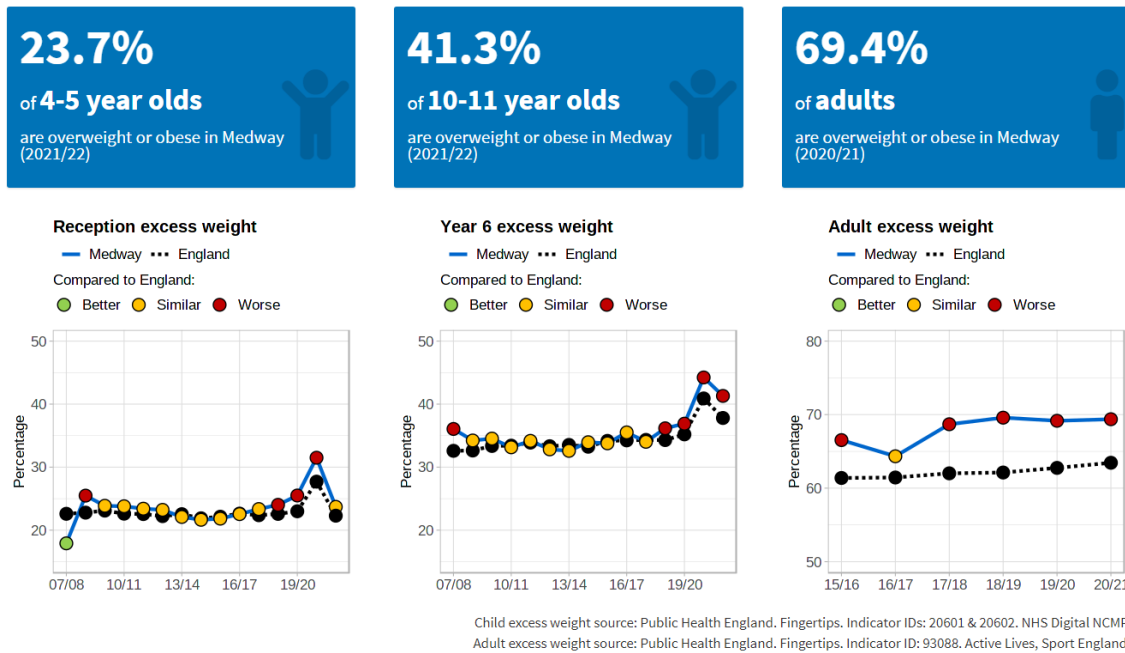 23.7%
of 4-5 year olds
are overweight or obese in Medway
(2021/22)
41.3%
of 10-11 year olds
are overweight or obese in Medway
(2021/22)
69.4%
of adults
are overweight or obese in Medway
(2020/21)
Reception excess weight
Medway England
Compared to England:
Better Similar Worse
50
40
30
20
Percentage
07/08 10/11 13/14 16/17 19/20
Year 6 excess weight
Medway England
Compared to England:
Better Similar Worse
50
40
30
20
Percentage
07/08 10/11 13/14 16/17 19/20
Adult excess weight
Medway England
Compared to England:
Better Similar Worse
80
70
60
50
Percentage
15/16 16/17 17/18 18/19 19/20 20/21
Child excess weight source: Public Health England. Fingertips. Indicator IDs: 20601 & 20602. NHS Digital NCMP
Adult excess weight source: Public Health England. Fingertips. Indicator ID: 93088. Active Lives, Sport England